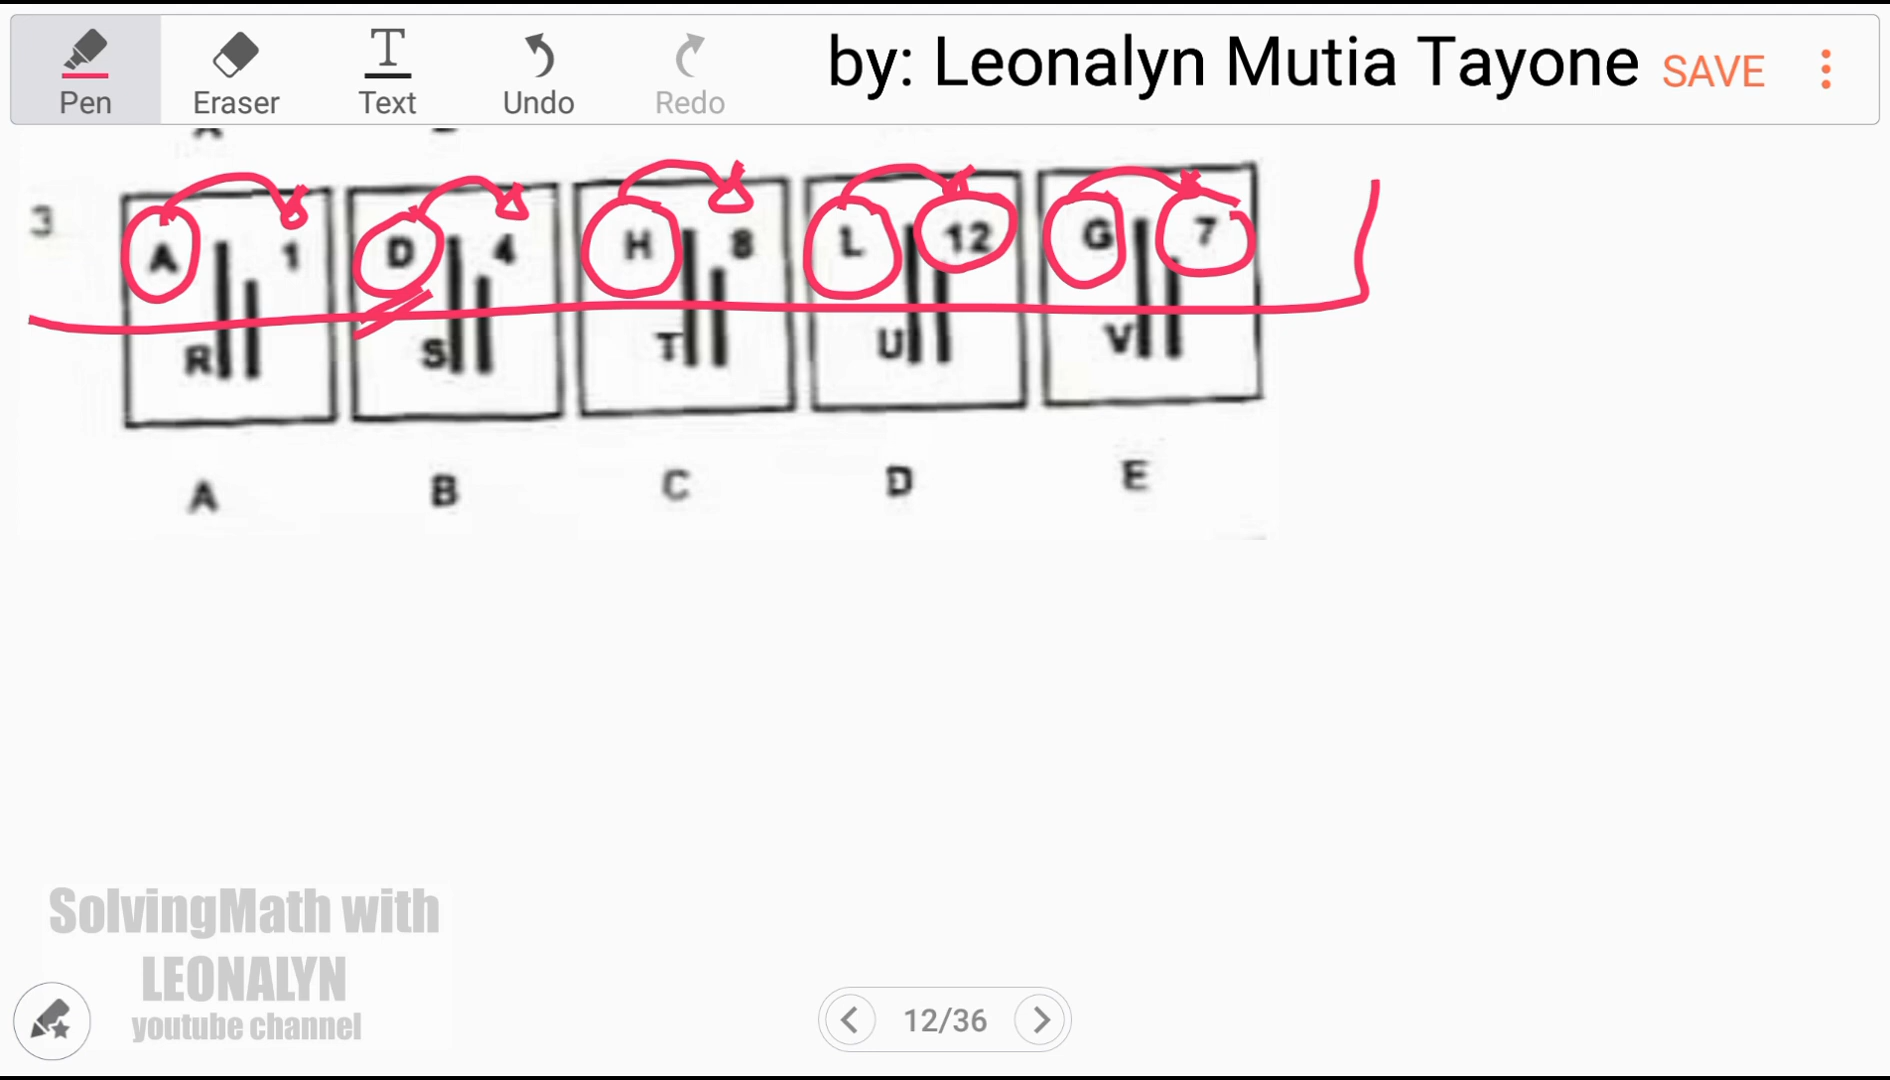 Pen Eraser Text Undo Redo by: Leonalyn Mutia Tayone SAVE
3
A 1 D 4 H 8 L 12 G 7
R S T U V
A B C D E
SolvingMath with
LEONALYN
youtube channel
12/36